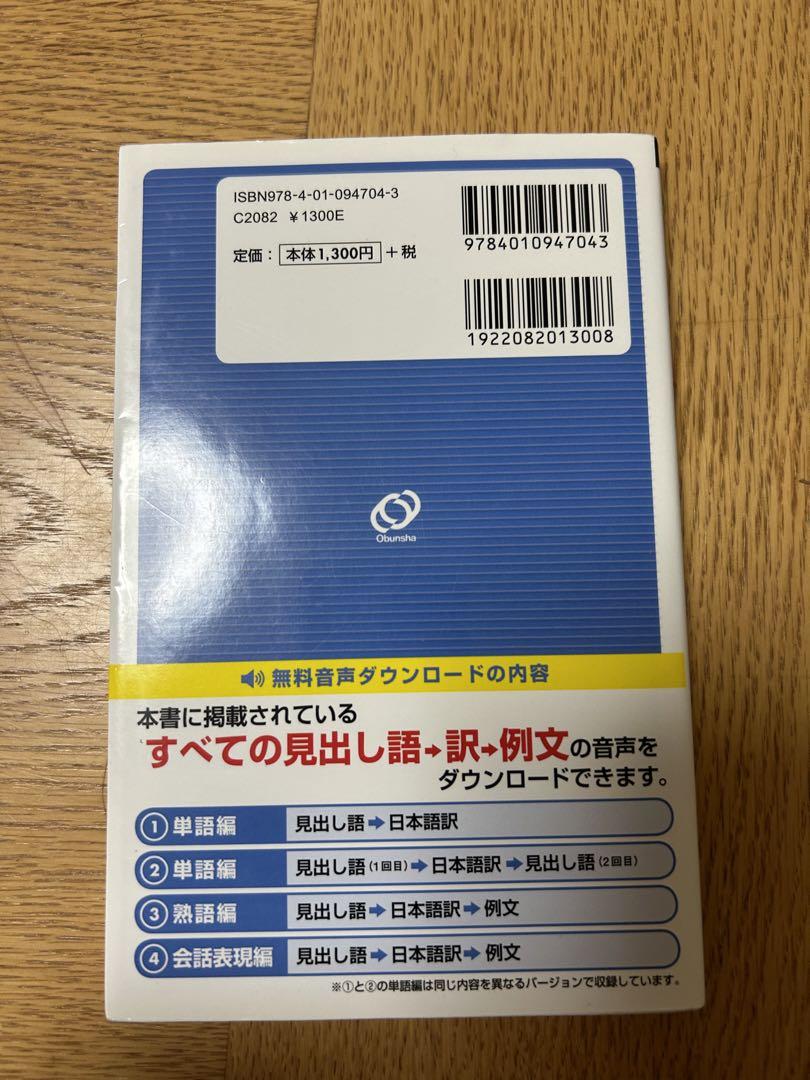 ISBN978-4-01-094704-3
C2082 ¥1300E
定価: 本体1,300円 +税
9784010947043
1922082013008
Obunsha
無料音声ダウンロードの内容
本書に掲載されている
すべての見出し語➡訳➡例文の音声を
ダウンロードできます。
① 単語編 見出し語➡日本語訳
② 単語編 見出し語(1回目)➡日本語訳➡見出し語(2回目)
③ 熟語編 見出し語➡日本語訳➡例文
④ 会話表現編 見出し語➡日本語訳➡例文
※①と②の単語編は同じ内容を異なるバージョンで収録しています。